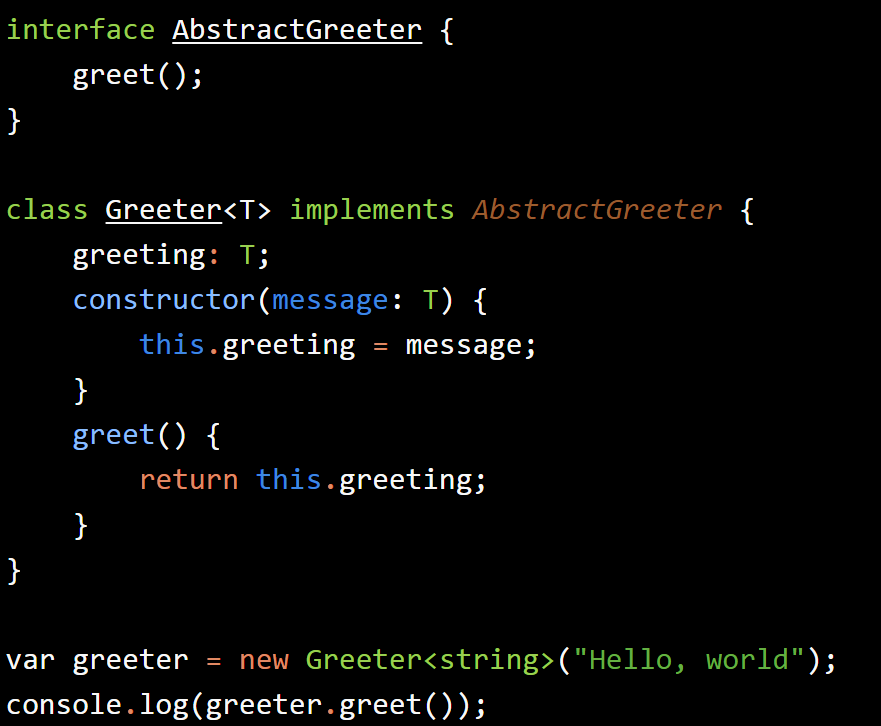 interface AbstractGreeter {
    greet();
}

class Greeter<T> implements AbstractGreeter {
    greeting: T;
    constructor(message: T) {
        this.greeting = message;
    }
    greet() {
        return this.greeting;
    }
}

var greeter = new Greeter<string>("Hello, world");
console.log(greeter.greet());